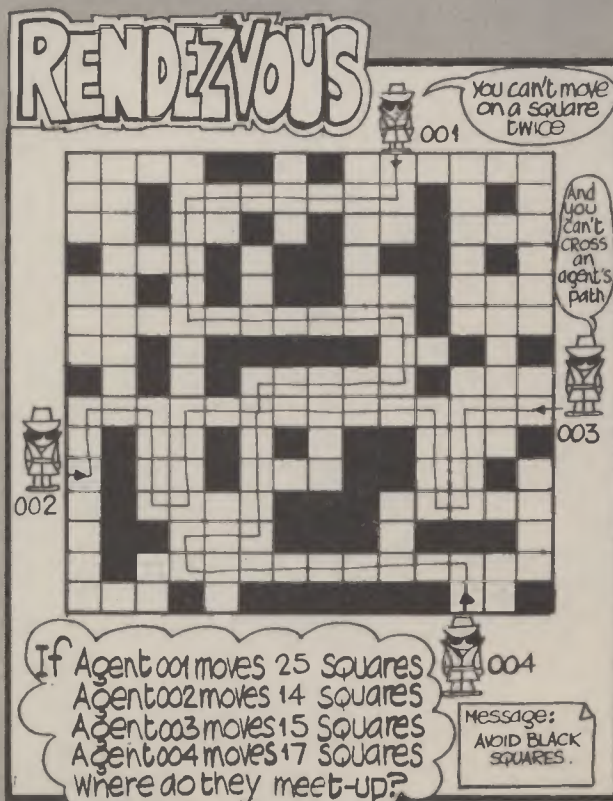 RENDEZVOUS
001
You can't move
on a square
twice
And
you
can't
CROSS
an
agent's
path
003
002
004
If Agent 001 moves 25 squares
Agent 002 moves 14 squares
Agent 003 moves 15 squares
Agent 004 moves 17 squares
Where do they meet-up?
Message:
AVOID BLACK
SQUARES.